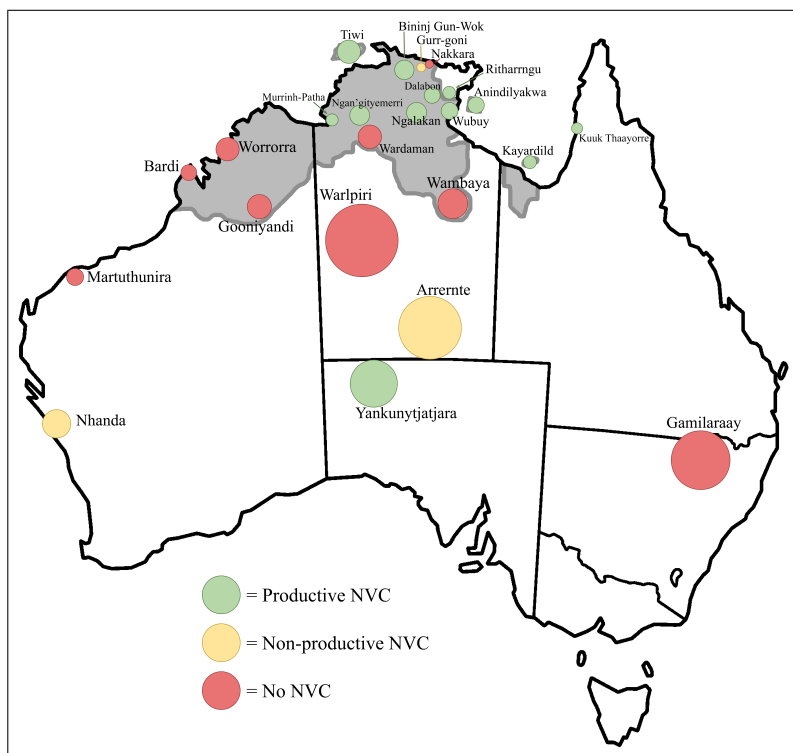 Tiwi
Bininj Gun-Wok
Gurr-goni
Nakkara
Ritharrngu
Dalabon
Anindilyakwa
Murrinh-Patha
Ngan'gityemerri
Ngalakan
Wubuy
Kuuk Thaayorre
Wardaman
Kayardild
Worrorra
Bardi
Wambaya
Warlpiri
Gooniyandi
Martuthunira
Arrernte
Yankunytjatjara
Nhanda
Gamilaraay
= Productive NVC
= Non-productive NVC
= No NVC